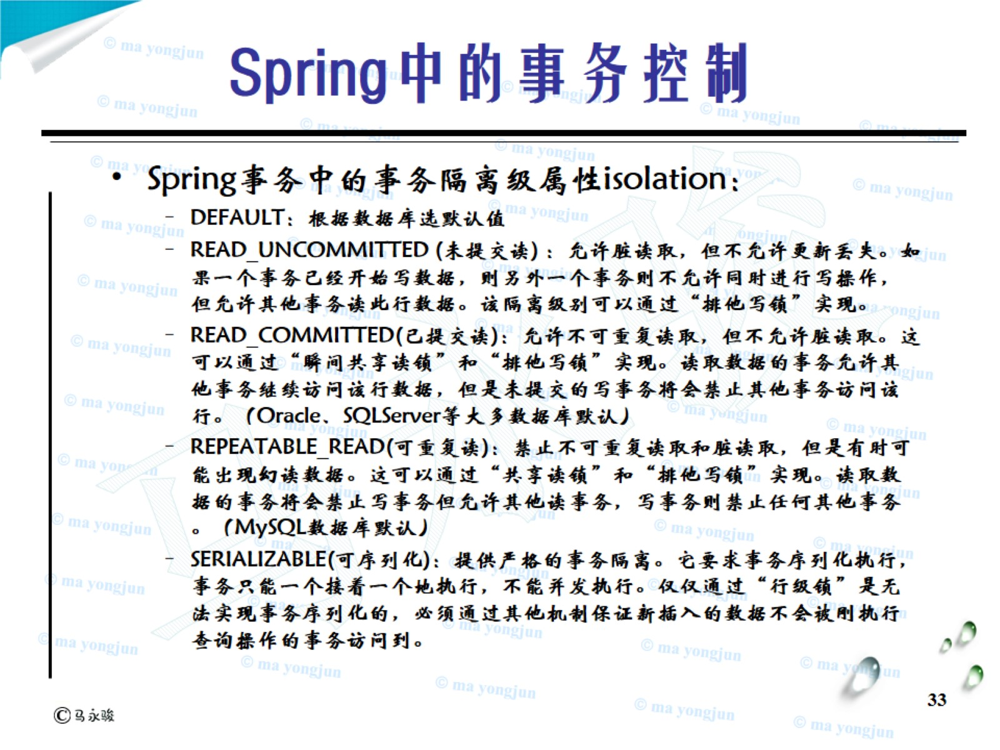 Spring中的事务控制
• Spring事务中的事务隔离级属性isolation：
– DEFAULT：根据数据库选默认值
– READ_UNCOMMITTED (未提交读)：允许脏读取，但不允许更新丢失。如
果一个事务已经开始写数据，则另外一个事务则不允许同时进行写操作，
但允许其他事务读此行数据。该隔离级别可以通过“排他写锁”实现。
– READ_COMMITTED(已提交读)：允许不可重复读取，但不允许脏读取。这
可以通过“瞬间共享读锁”和“排他写锁”实现。读取数据的事务允许其
他事务继续访问该行数据，但是未提交的写事务将会禁止其他事务访问该
行。（Oracle、SQLServer等大多数据库默认）
– REPEATABLE_READ(可重复读)：禁止不可重复读取和脏读取，但是有时可
能出现幻读数据。这可以通过“共享读锁”和“排他写锁”实现。读取数
据的事务将会禁止写事务但允许其他读事务，写事务则禁止任何其他事务
。（MySQL数据库默认）
– SERIALIZABLE(可序列化)：提供严格的事务隔离。它要求事务序列化执行，
事务只能一个接着一个地执行，不能并发执行。仅仅通过“行级锁”是无
法实现事务序列化的，必须通过其他机制保证新插入的数据不会被刚执行
查询操作的事务访问到。
©马永骏
33
© ma yongjun
马永骏